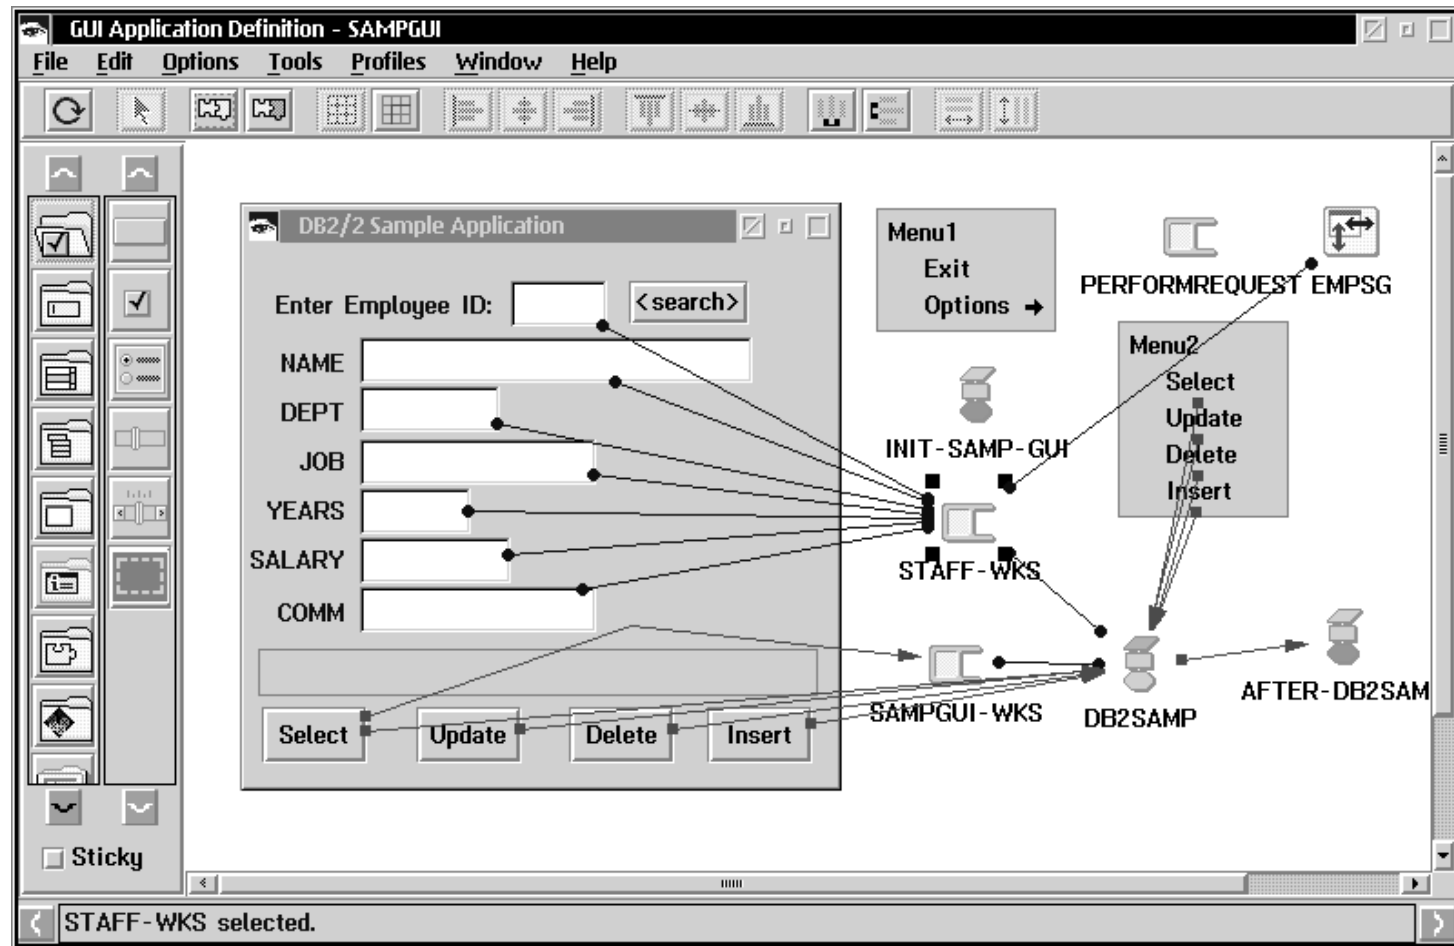 GUI Application Definition - SAMPGUI
File Edit Options Tools Profiles Window Help
DB2/2 Sample Application
Enter Employee ID: <search>
NAME
DEPT
JOB
YEARS
SALARY
COMM
Select Update Delete Insert
Menu1
Exit
Options
PERFORMREQUEST EMPSG
Menu2
Select
Update
Delete
Insert
INIT-SAMP-GUI
STAFF-WKS
SAMPGUI-WKS
DB2SAMP
AFTER-DB2SAM
Sticky
STAFF-WKS selected.